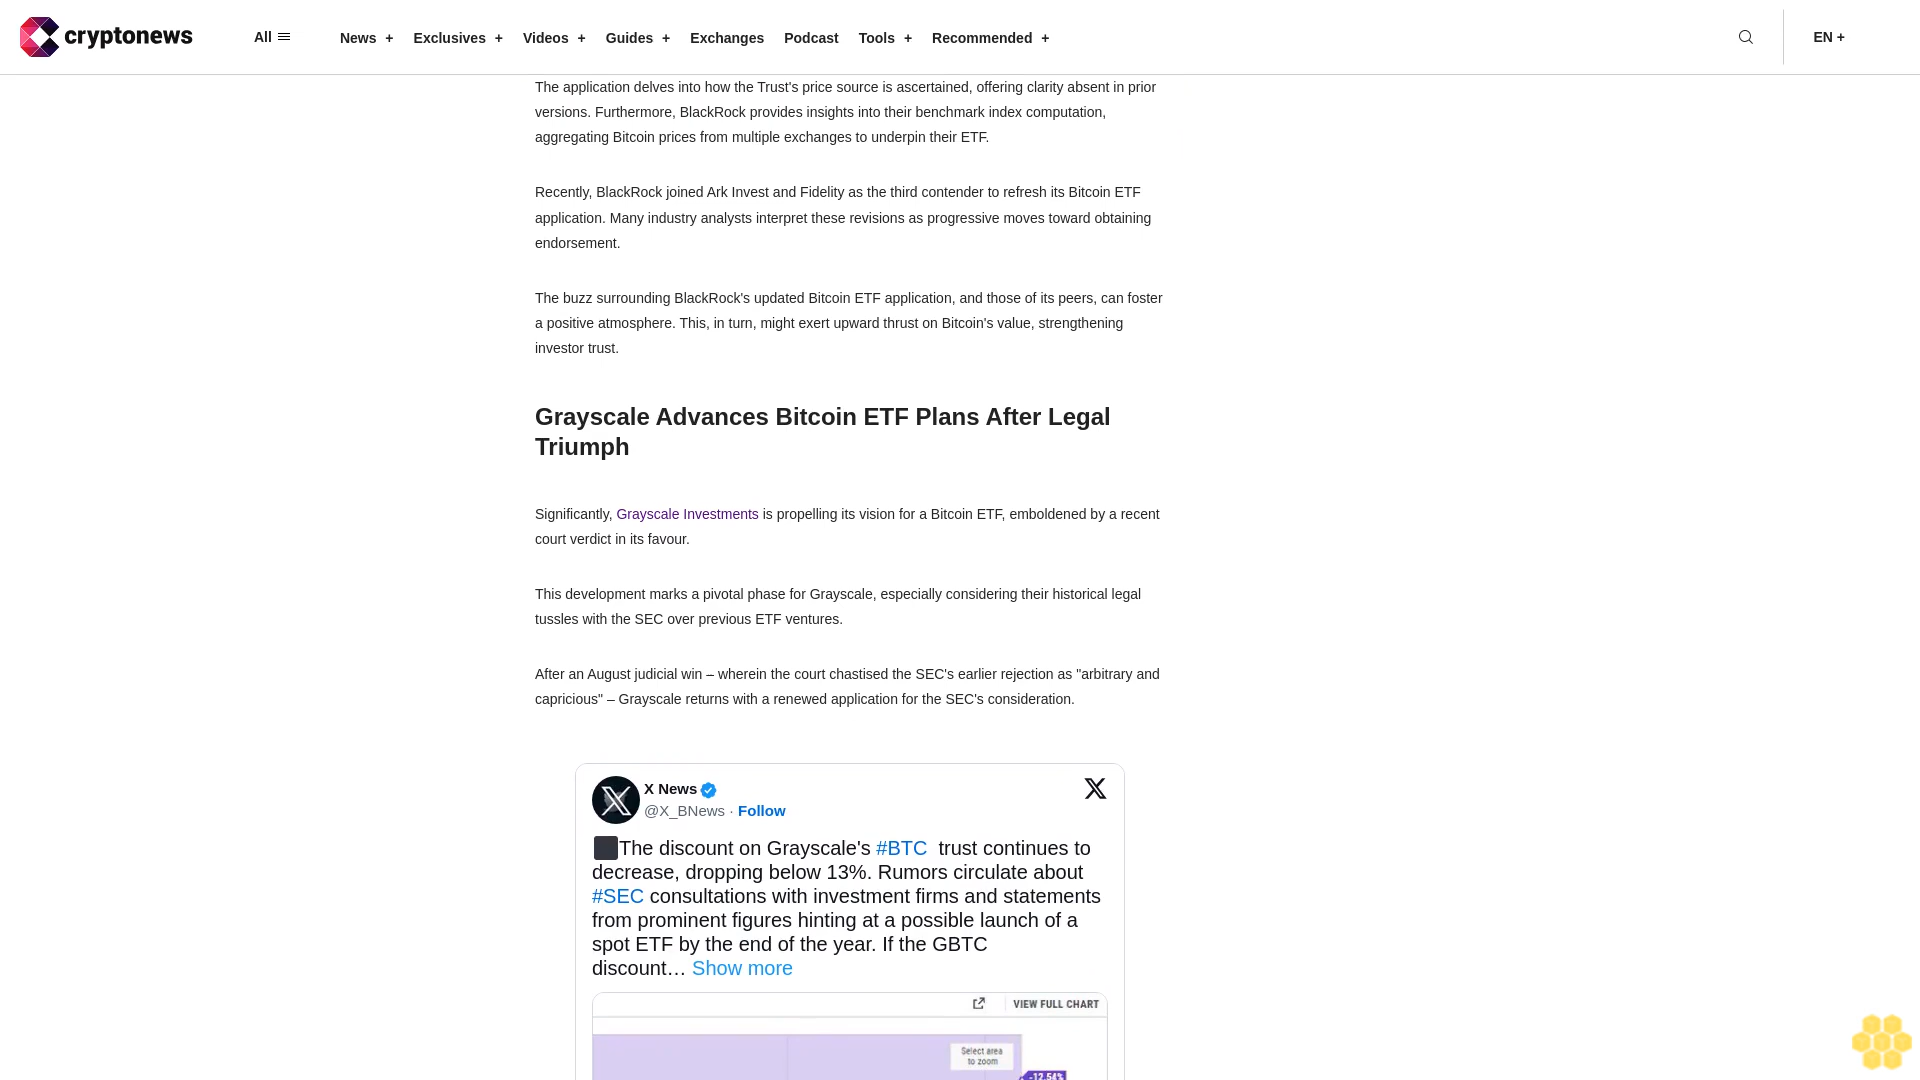 cryptonews
All
News +
Exclusives +
Videos +
Guides +
Exchanges
Podcast
Tools +
Recommended +
EN +
The application delves into how the Trust's price source is ascertained, offering clarity absent in prior
versions. Furthermore, BlackRock provides insights into their benchmark index computation,
aggregating Bitcoin prices from multiple exchanges to underpin their ETF.
Recently, BlackRock joined Ark Invest and Fidelity as the third contender to refresh its Bitcoin ETF
application. Many industry analysts interpret these revisions as progressive moves toward obtaining
endorsement.
The buzz surrounding BlackRock's updated Bitcoin ETF application, and those of its peers, can foster
a positive atmosphere. This, in turn, might exert upward thrust on Bitcoin's value, strengthening
investor trust.
Grayscale Advances Bitcoin ETF Plans After Legal
Triumph
Significantly, Grayscale Investments is propelling its vision for a Bitcoin ETF, emboldened by a recent
court verdict in its favour.
This development marks a pivotal phase for Grayscale, especially considering their historical legal
tussles with the SEC over previous ETF ventures.
After an August judicial win – wherein the court chastised the SEC's earlier rejection as "arbitrary and
capricious" – Grayscale returns with a renewed application for the SEC's consideration.
X News
@X_BNews · Follow
The discount on Grayscale's #BTC trust continues to
decrease, dropping below 13%. Rumors circulate about
#SEC consultations with investment firms and statements
from prominent figures hinting at a possible launch of a
spot ETF by the end of the year. If the GBTC
discount… Show more
VIEW FULL CHART
Select area
to zoom
-12.54%